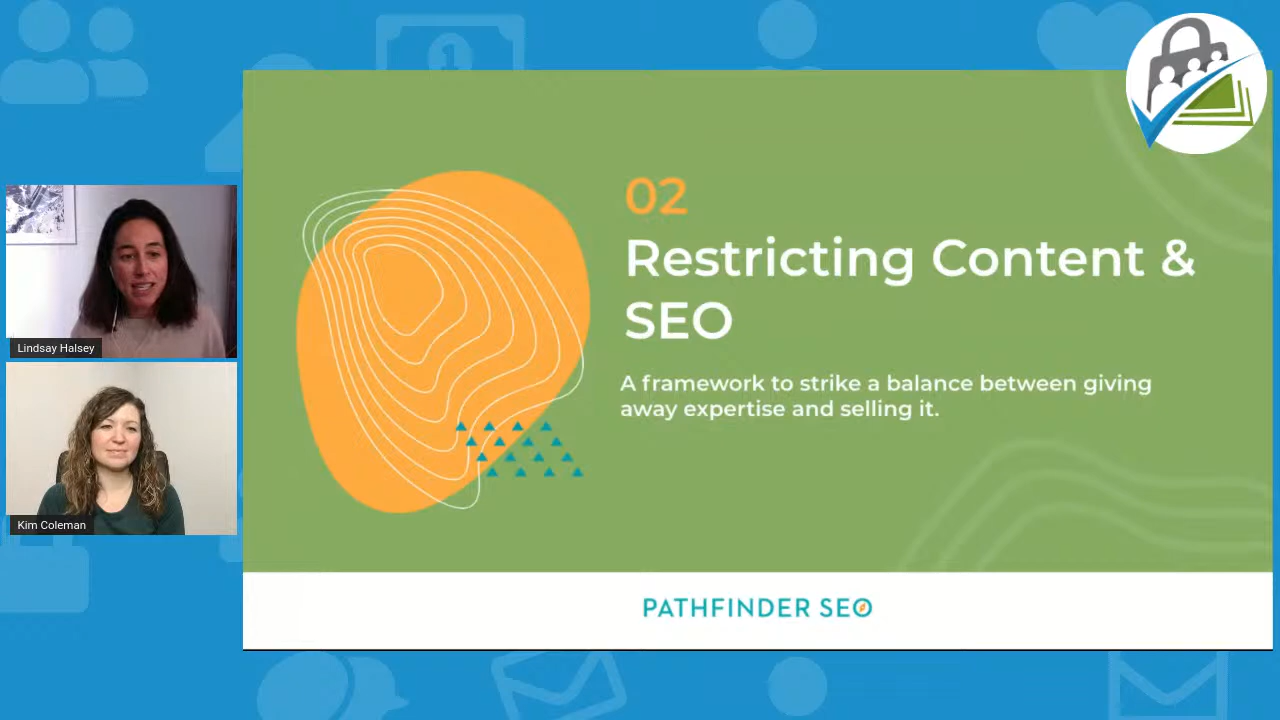 02
Restricting Content &
SEO
A framework to strike a balance between giving
away expertise and selling it.
Lindsay Halsey
Kim Coleman
PATHFINDER SEO
1